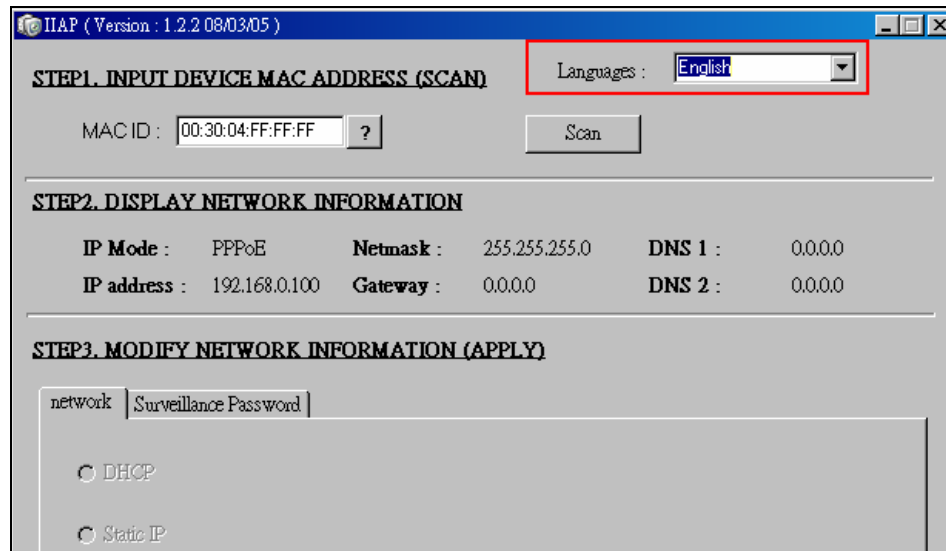 IIAP ( Version : 1.2.2 08/03/05 )
Languages : English
STEP1. INPUT DEVICE MAC ADDRESS (SCAN)
MAC ID : 00:30:04:FF:FF:FF ? Scan
STEP2. DISPLAY NETWORK INFORMATION
IP Mode : PPPoE Netmask : 255.255.255.0 DNS 1 : 0.0.0.0
IP address : 192.168.0.100 Gateway : 0.0.0.0 DNS 2 : 0.0.0.0
STEP3. MODIFY NETWORK INFORMATION (APPLY)
network Surveillance Password
DHCP
Static IP